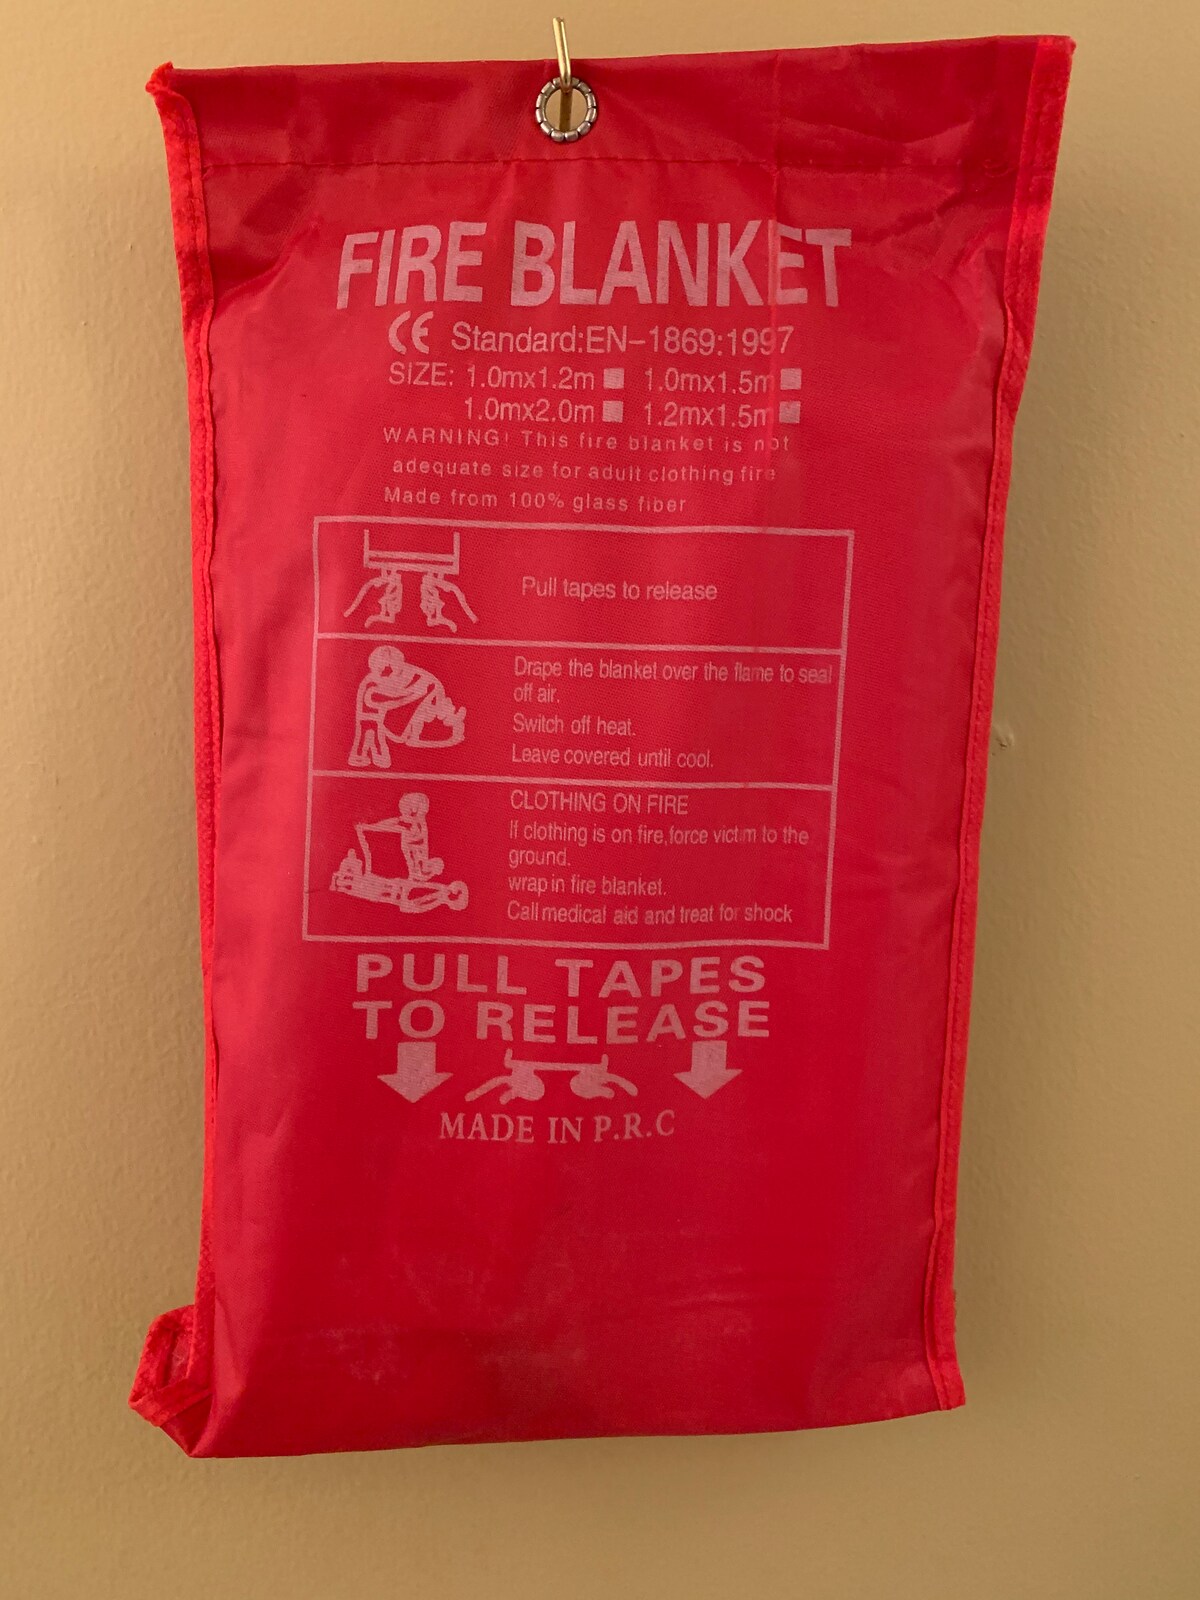 FIRE BLANKET
CE Standard:EN-1869:1997
SIZE: 1.0mx1.2m 1.0mx1.5m
1.0mx2.0m 1.2mx1.5m
WARNING! This fire blanket is not
adequate size for adult clothing fire
Made from 100% glass fiber
Pull tapes to release
Drape the blanket over the flame to seal
off air.
Switch off heat.
Leave covered until cool.
CLOTHING ON FIRE
If clothing is on fire,force victim to the
ground.
wrap in fire blanket.
Call medical aid and treat for shock
PULL TAPES
TO RELEASE
MADE IN P.R.C